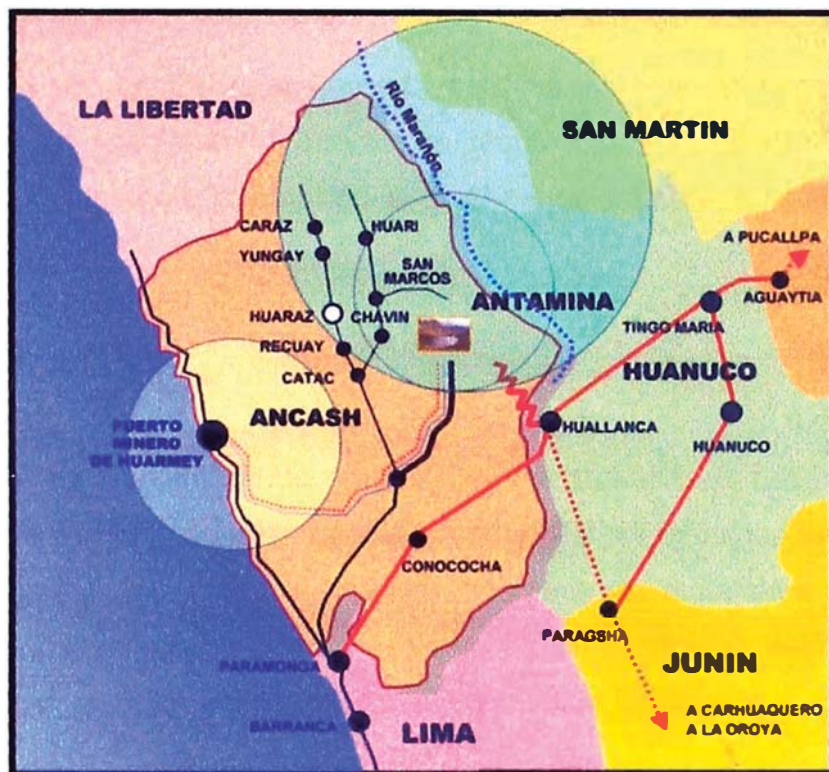 LA LIBERTAD
Río Marañón
SAN MARTIN
CARAZ
HUARI
YUNGAY
SAN
MARCOS
A PUCALLPA
AGUAYTIA
ANTAMINA
HUARAZ
CHAVIN
TINGO MARIA
RECUAY
CATAC
HUANUCO
ANCASH
PUERTO
MINERO
DE HUARMEY
HUALLANCA
HUANUCO
CONOCOCHA
PARAGSHA
PARAMONGA
JUNIN
BARRANCA
LIMA
A CARHUAQUERO
A LA OROYA